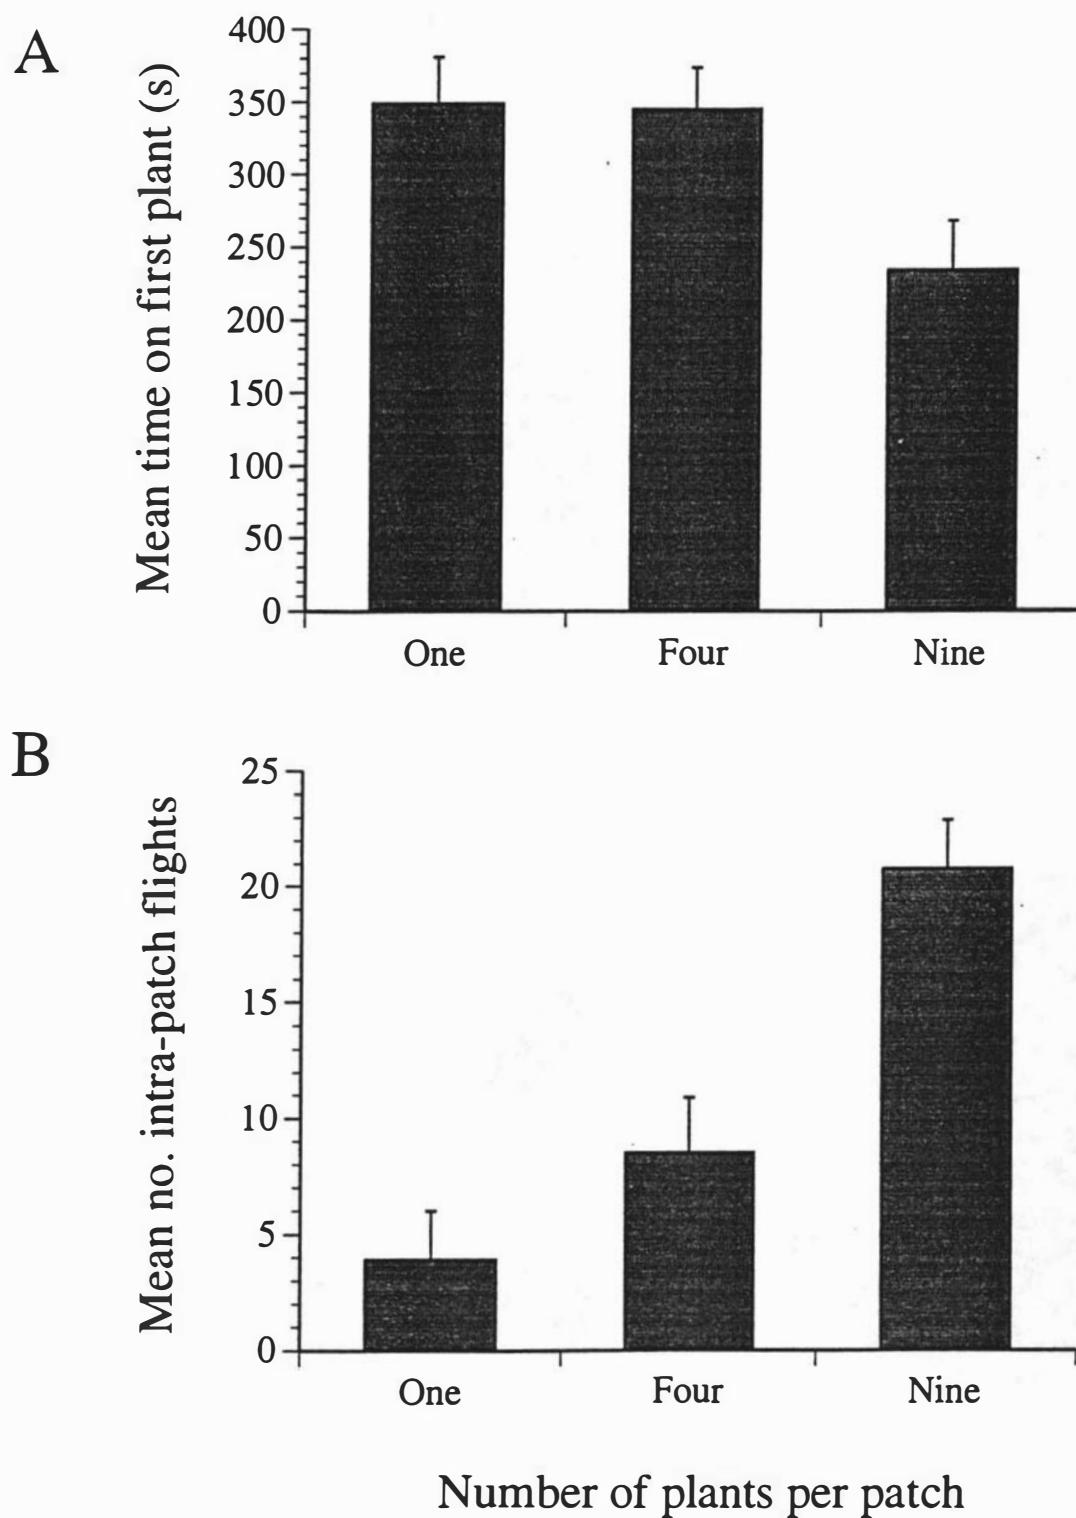 A
Mean time on first plant (s)
400
350
300
250
200
150
100
50
0
One Four Nine
B
Mean no. intra-patch flights
25
20
15
10
5
0
One Four Nine
Number of plants per patch